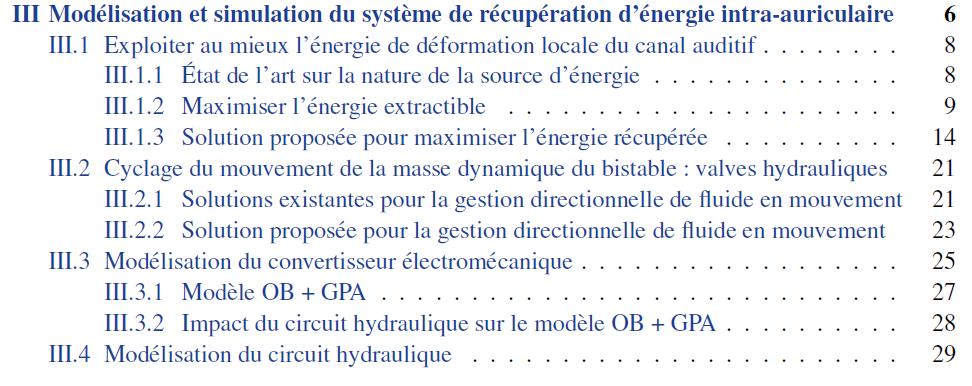 III Modélisation et simulation du système de récupération d’énergie intra-auriculaire 6
III.1 Exploiter au mieux l’énergie de déformation locale du canal auditif . . . . . . . . 8
III.1.1 État de l’art sur la nature de la source d’énergie . . . . . . . . . . . . . . 8
III.1.2 Maximiser l’énergie extractible . . . . . . . . . . . . . . . . . . . . . . 9
III.1.3 Solution proposée pour maximiser l’énergie récupérée . . . . . . . . . . 14
III.2 Cyclage du mouvement de la masse dynamique du bistable : valves hydrauliques 21
III.2.1 Solutions existantes pour la gestion directionnelle de fluide en mouvement 21
III.2.2 Solution proposée pour la gestion directionnelle de fluide en mouvement 23
III.3 Modélisation du convertisseur électromécanique . . . . . . . . . . . . . . . . . . 25
III.3.1 Modèle OB + GPA . . . . . . . . . . . . . . . . . . . . . . . . . . . . . 27
III.3.2 Impact du circuit hydraulique sur le modèle OB + GPA . . . . . . . . . . 28
III.4 Modélisation du circuit hydraulique . . . . . . . . . . . . . . . . . . . . . . . . 29